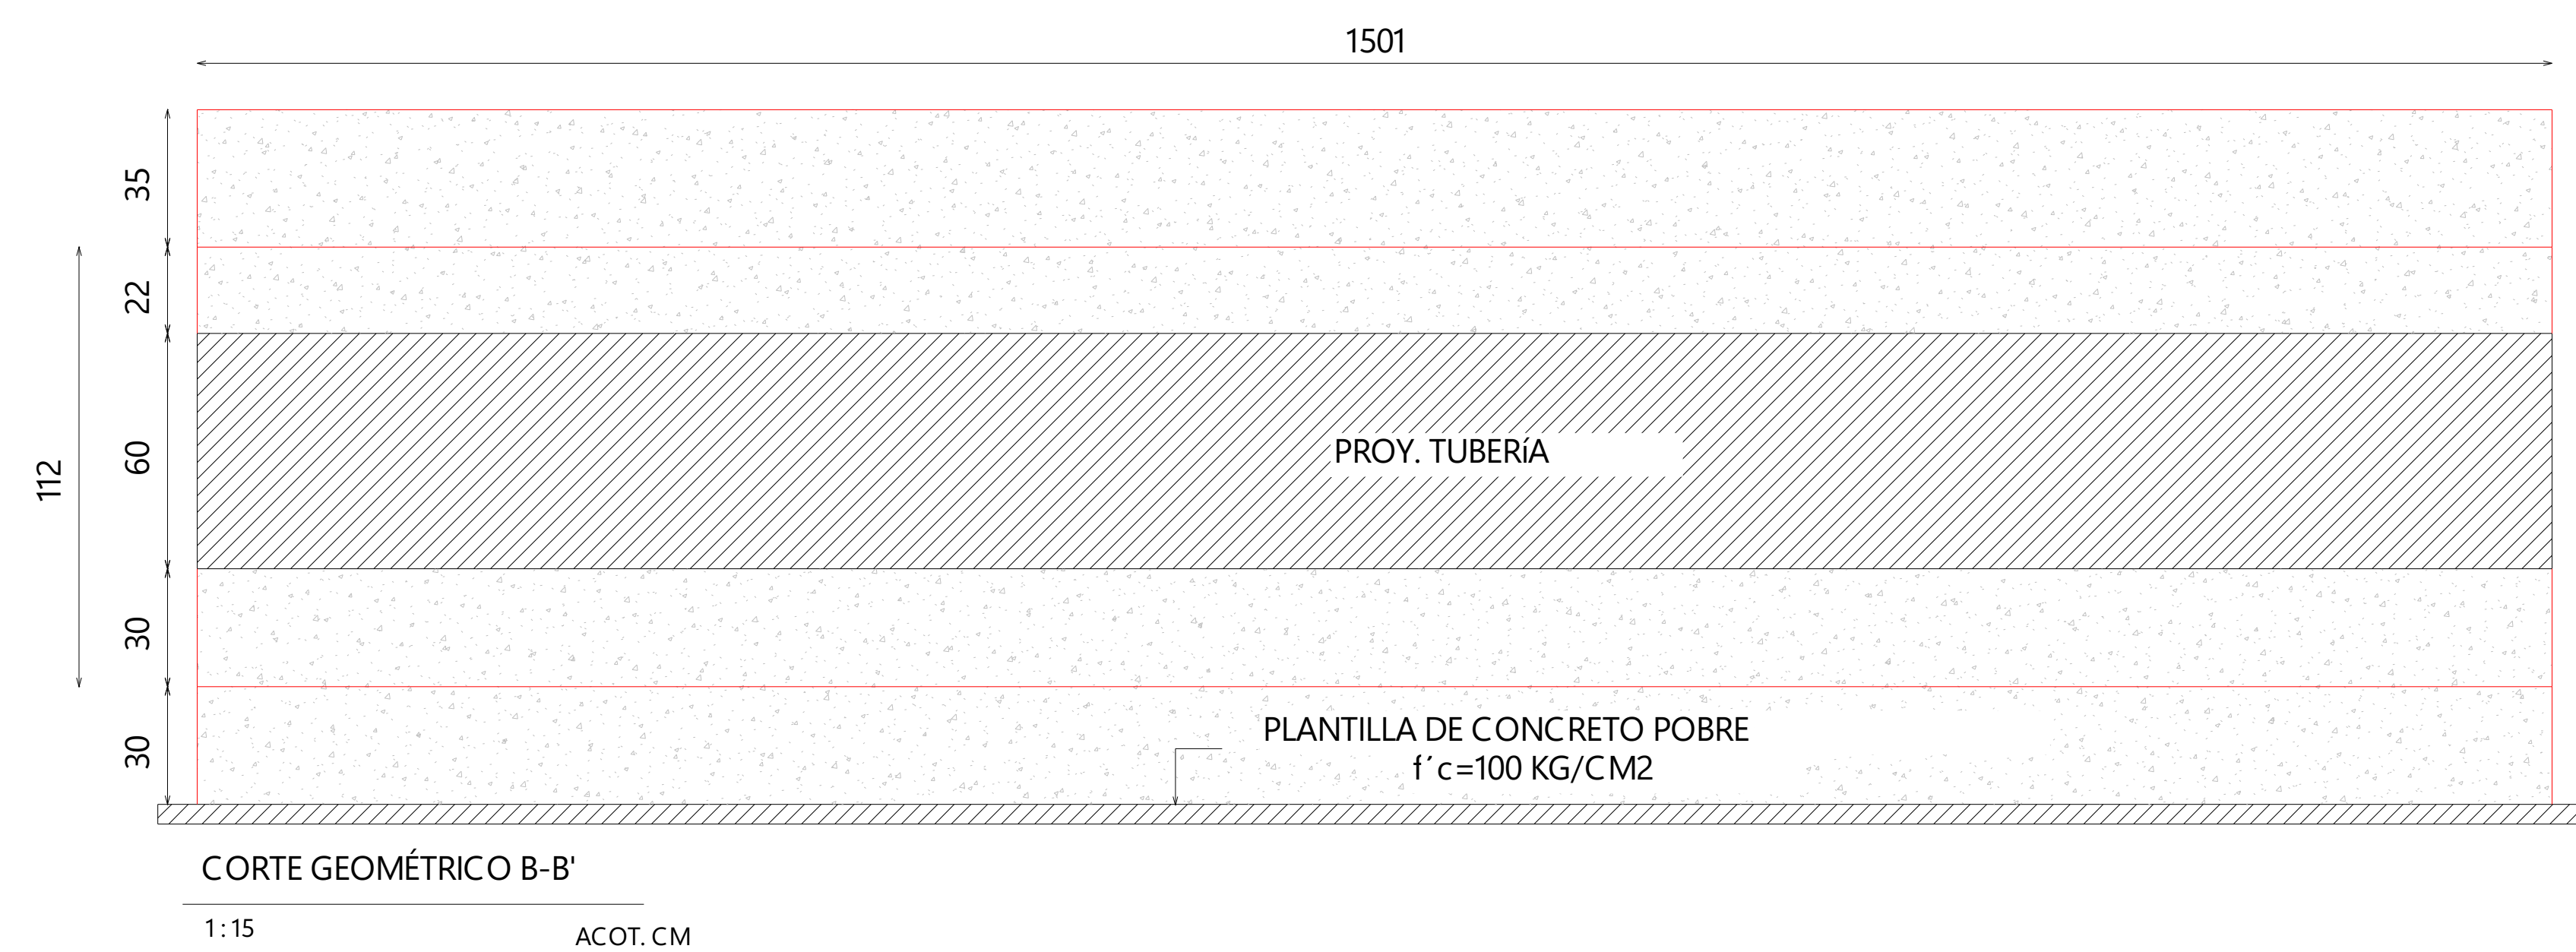 1501
35
22
112
60
PROY. TUBERíA
30
30
PLANTILLA DE CONCRETO POBRE
f´c=100 KG/CM2
CORTE GEOMÉTRICO B-B'
1:15
ACOT. CM